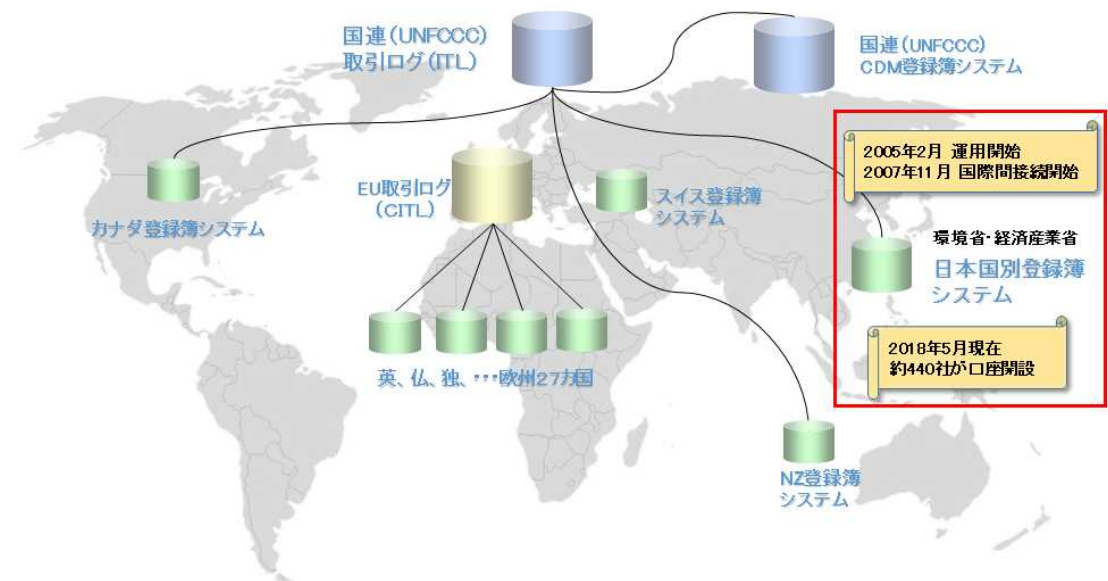 国連(UNFCCC)
取引ログ(ITL)
国連(UNFCCC)
CDM登録簿システム
2005年2月 運用開始
2007年11月 国際間接続開始
EU取引ログ
(CITL)
スイス登録簿
システム
カナダ登録簿システム
環境省・経済産業省
日本国別登録簿
システム
2018年5月現在
約440社が口座開設
英、仏、独、・・・欧州27カ国
NZ登録簿
システム